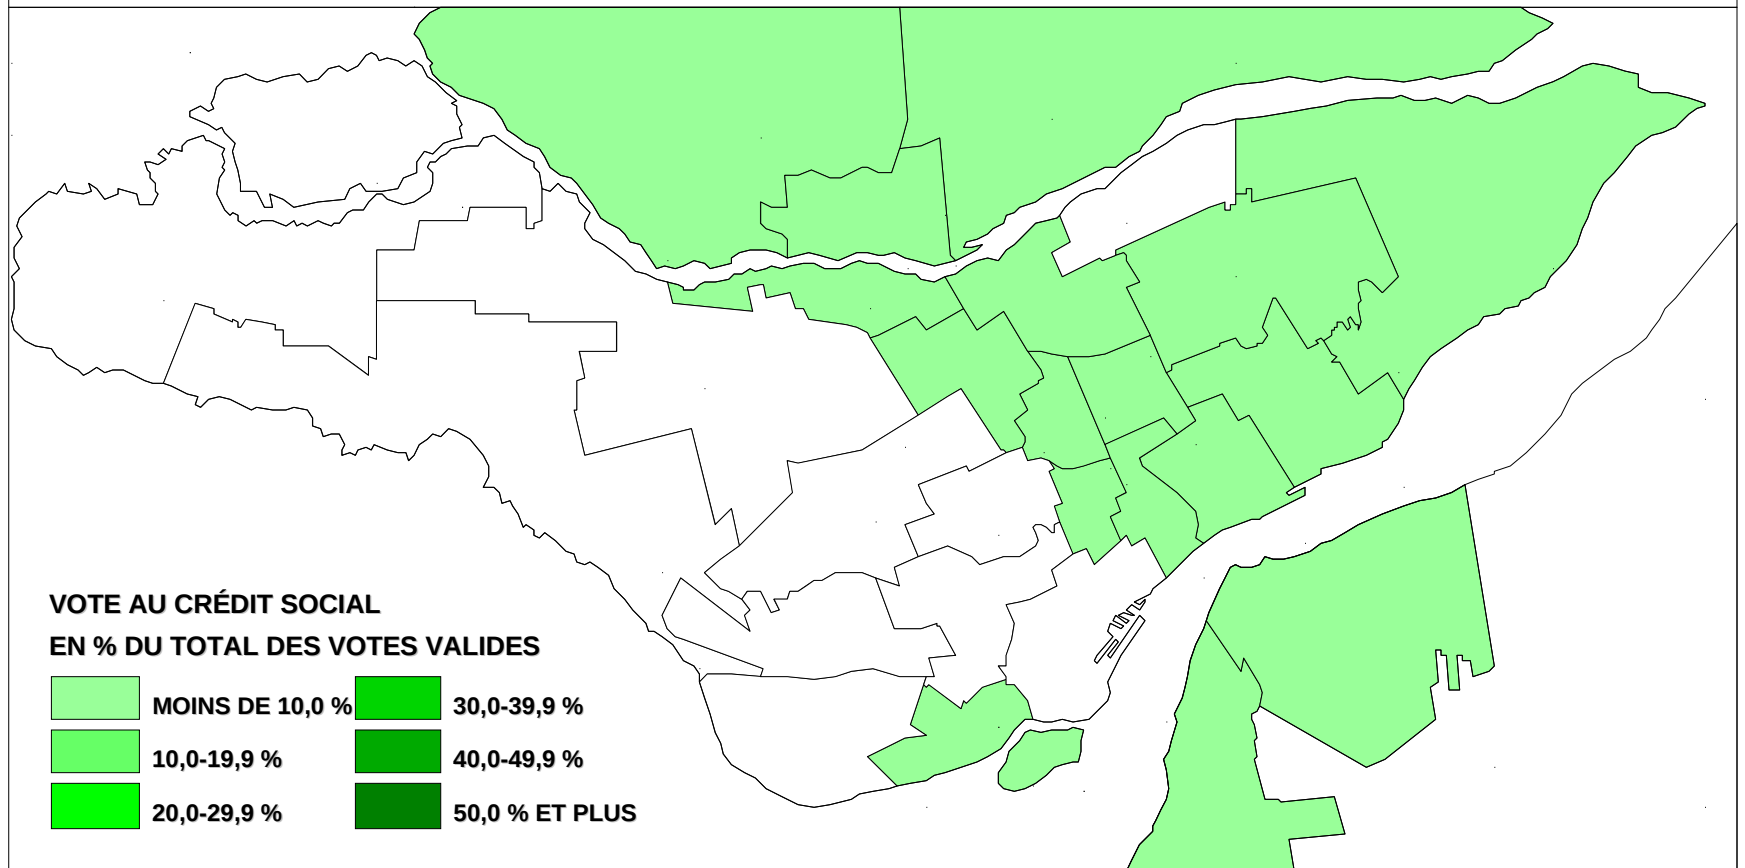 VOTE AU CRÉDIT SOCIAL
EN % DU TOTAL DES VOTES VALIDES
MOINS DE 10,0 %
10,0-19,9 %
20,0-29,9 %
30,0-39,9 %
40,0-49,9 %
50,0 % ET PLUS